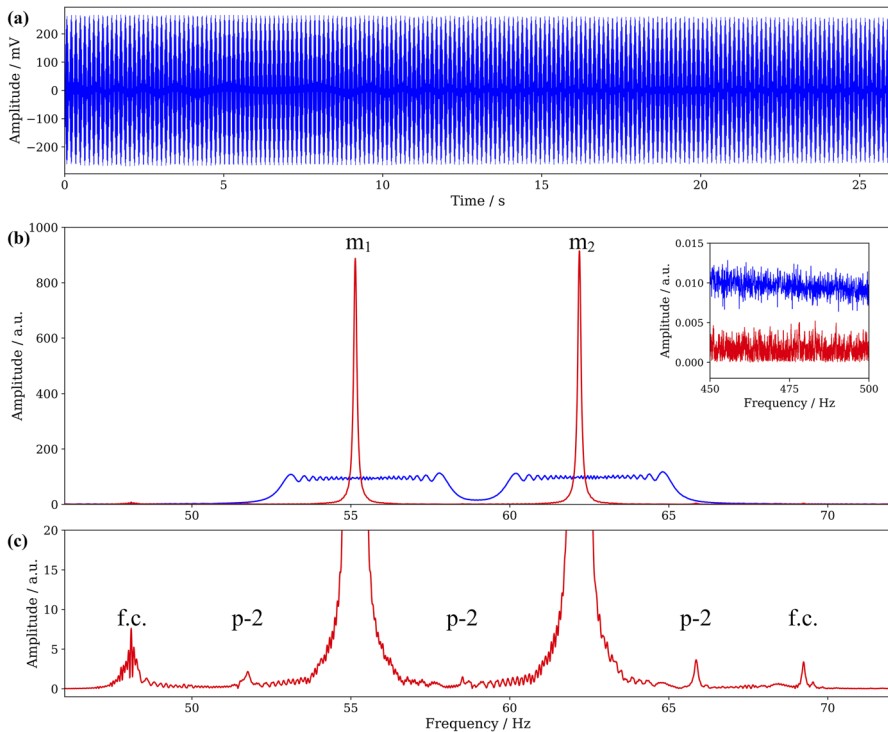 (a)
Amplitude / mV
200
100
0
−100
−200
0 5 10 15 20 25
Time / s
(b)
Amplitude / a.u.
1000
800
600
400
200
0
m1 m2
50 55 60 65 70
Amplitude / a.u.
0.015
0.010
0.005
0.000
450 475 500
Frequency / Hz
(c)
Amplitude / a.u.
20
15
10
5
0
f.c. p-2 p-2 p-2 f.c.
50 55 60 65 70
Frequency / Hz